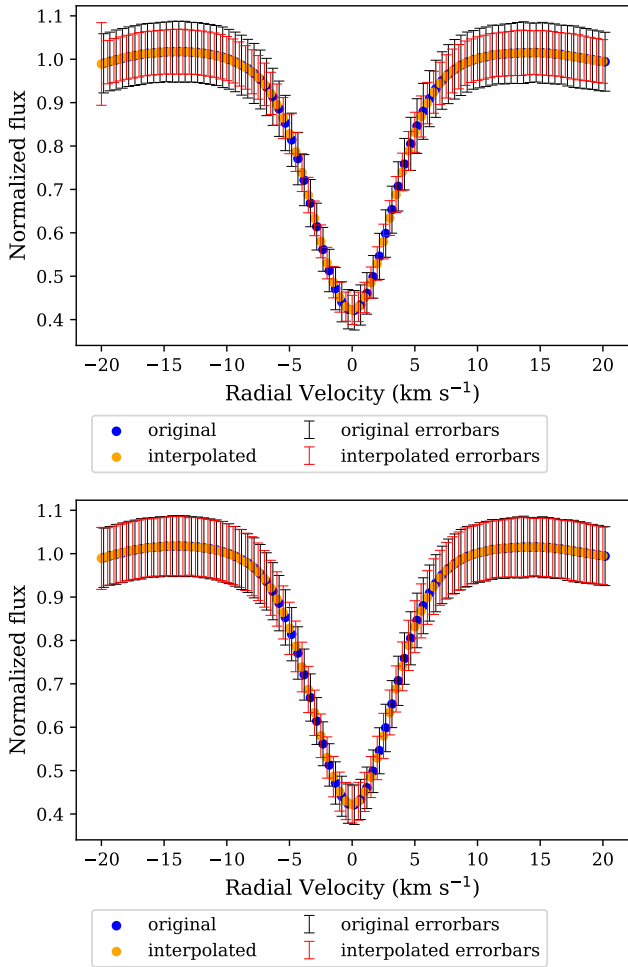 1.1
1.0
0.9
0.8
0.7
0.6
0.5
0.4
Normalized flux
−20 −15 −10 −5 0 5 10 15 20
Radial Velocity (km s⁻¹)
original original errorbars
interpolated interpolated errorbars
1.1
1.0
0.9
0.8
0.7
0.6
0.5
0.4
Normalized flux
−20 −15 −10 −5 0 5 10 15 20
Radial Velocity (km s⁻¹)
original original errorbars
interpolated interpolated errorbars